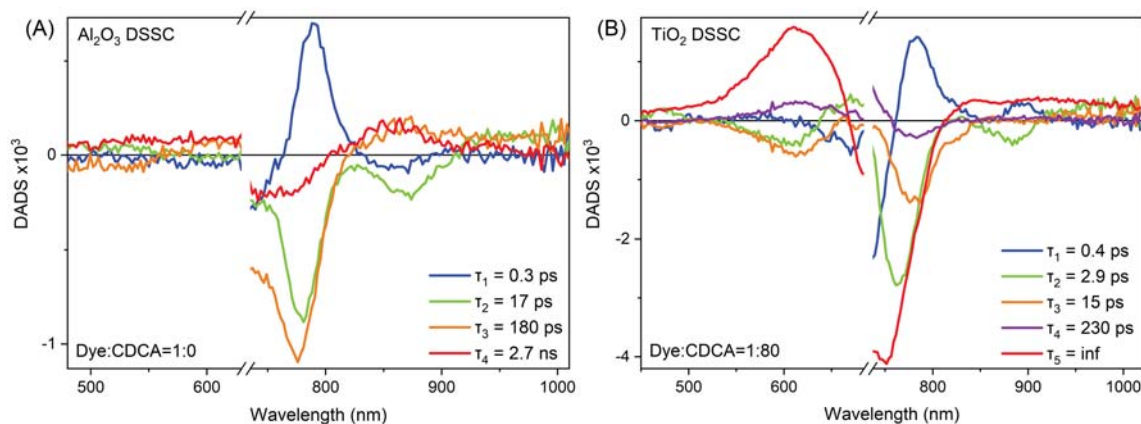 (A)
Al₂O₃ DSSC
0
-1
DADS x10³
τ₁ = 0.3 ps
τ₂ = 17 ps
τ₃ = 180 ps
τ₄ = 2.7 ns
Dye:CDCA=1:0
500 600 800 900 1000
Wavelength (nm)
(B)
TiO₂ DSSC
0
-2
-4
DADS x10³
τ₁ = 0.4 ps
τ₂ = 2.9 ps
τ₃ = 15 ps
τ₄ = 230 ps
τ₅ = inf
Dye:CDCA=1:80
500 600 800 900 1000
Wavelength (nm)